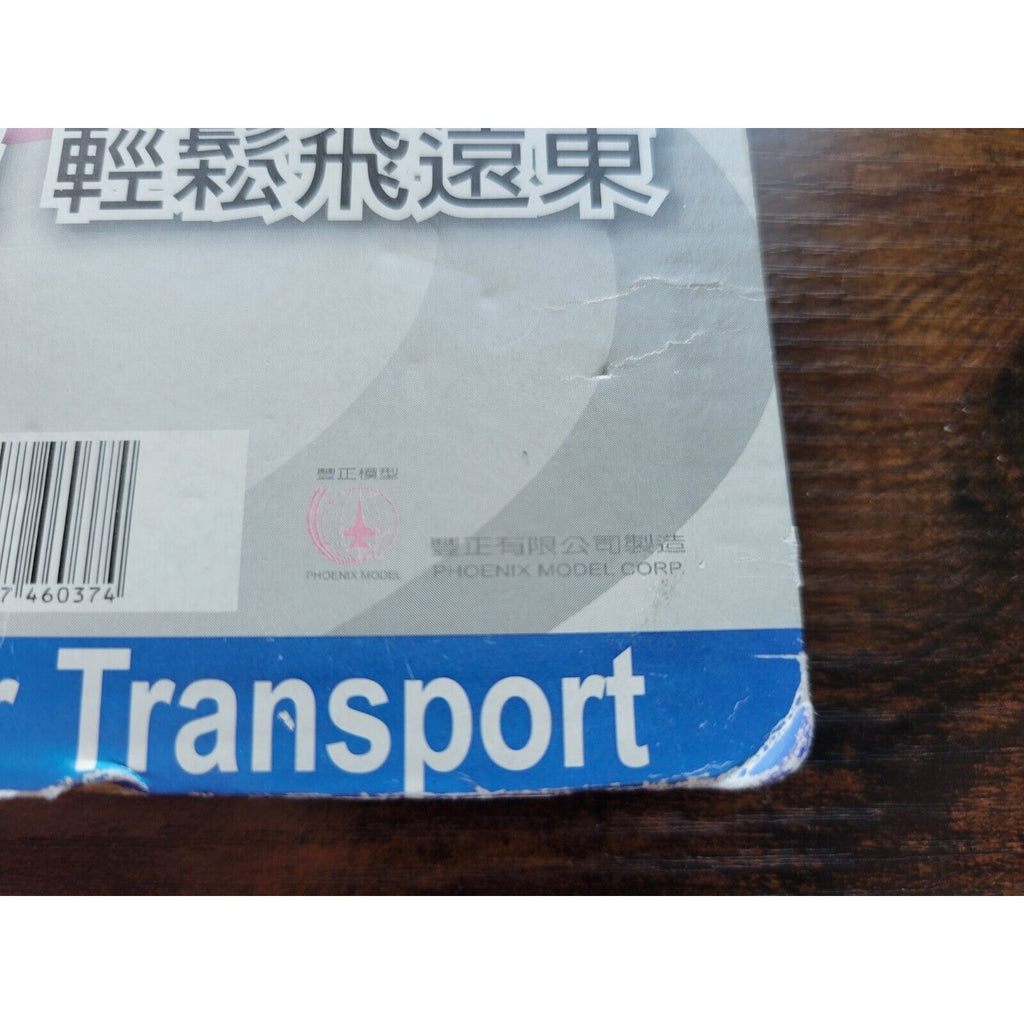 輕鬆飛遠東
豐正模型
PHOENIX MODEL
豐正有限公司製造
PHOENIX MODEL CORP.
7 460374
r Transport